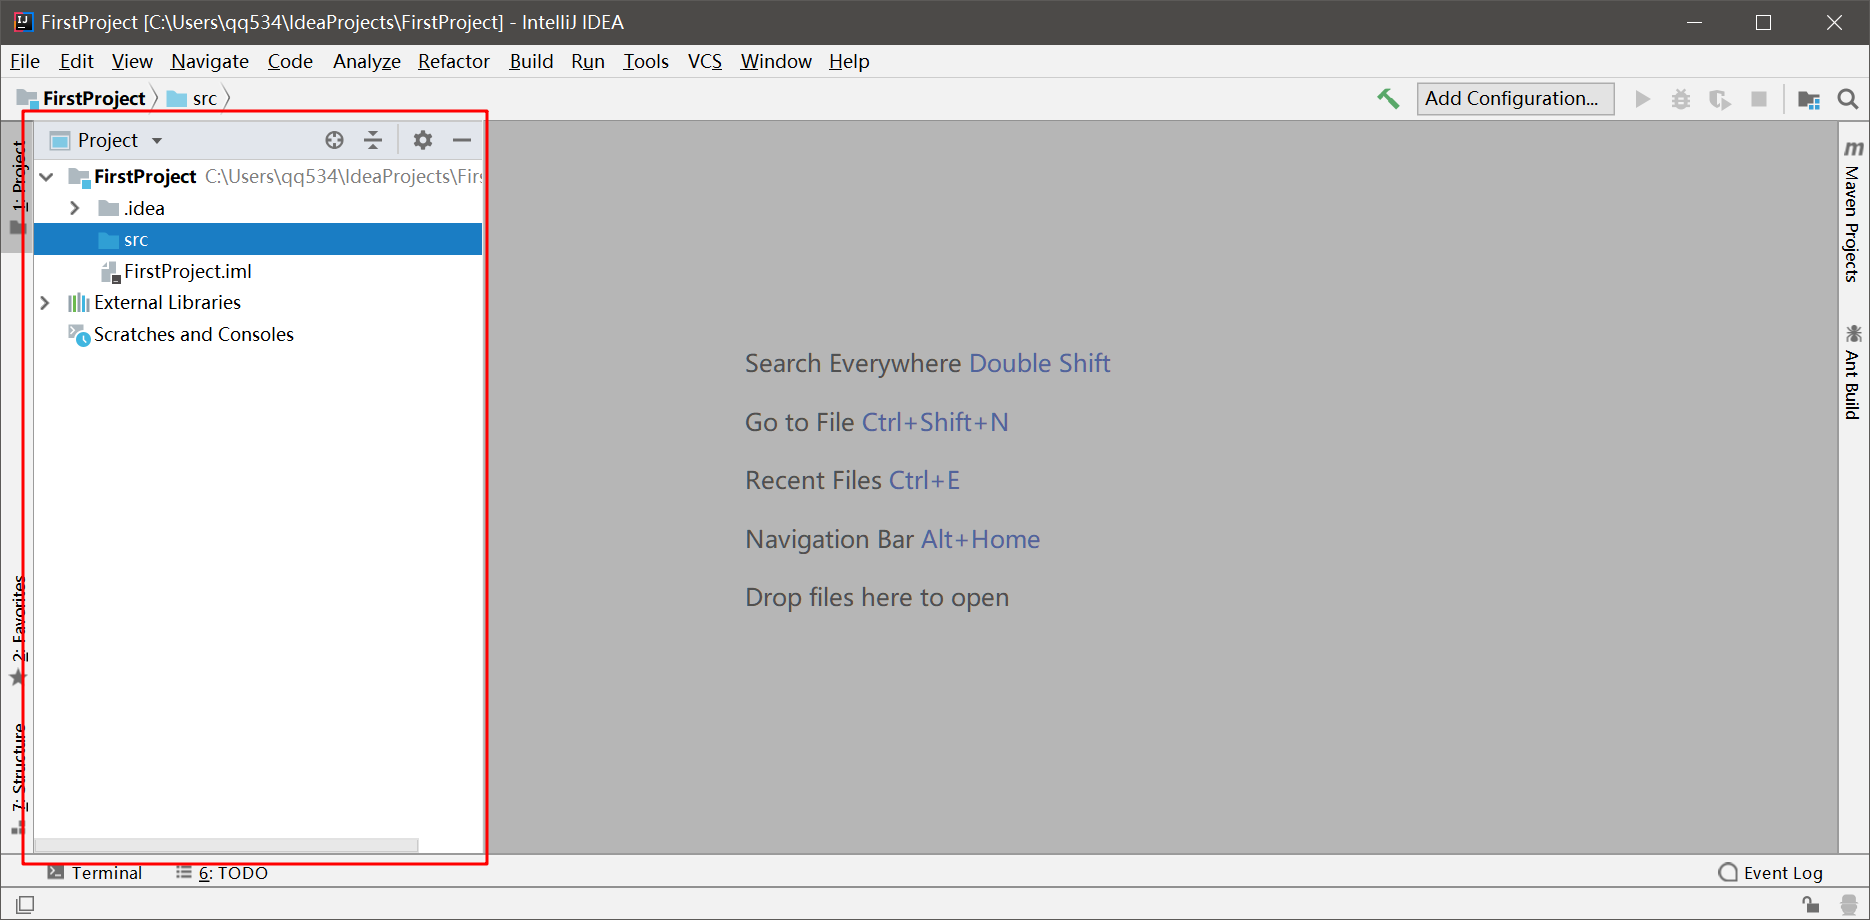 FirstProject [C:\Users\qq534\IdeaProjects\FirstProject] - IntelliJ IDEA
File Edit View Navigate Code Analyze Refactor Build Run Tools VCS Window Help
FirstProject src Add Configuration...
Project
FirstProject C:\Users\qq534\IdeaProjects\Firs
.idea
src
FirstProject.iml
External Libraries
Scratches and Consoles
1: Project
2: Favorites
7: Structure
Search Everywhere Double Shift
Go to File Ctrl+Shift+N
Recent Files Ctrl+E
Navigation Bar Alt+Home
Drop files here to open
m Maven Projects
Ant Build
Terminal 6: TODO Event Log